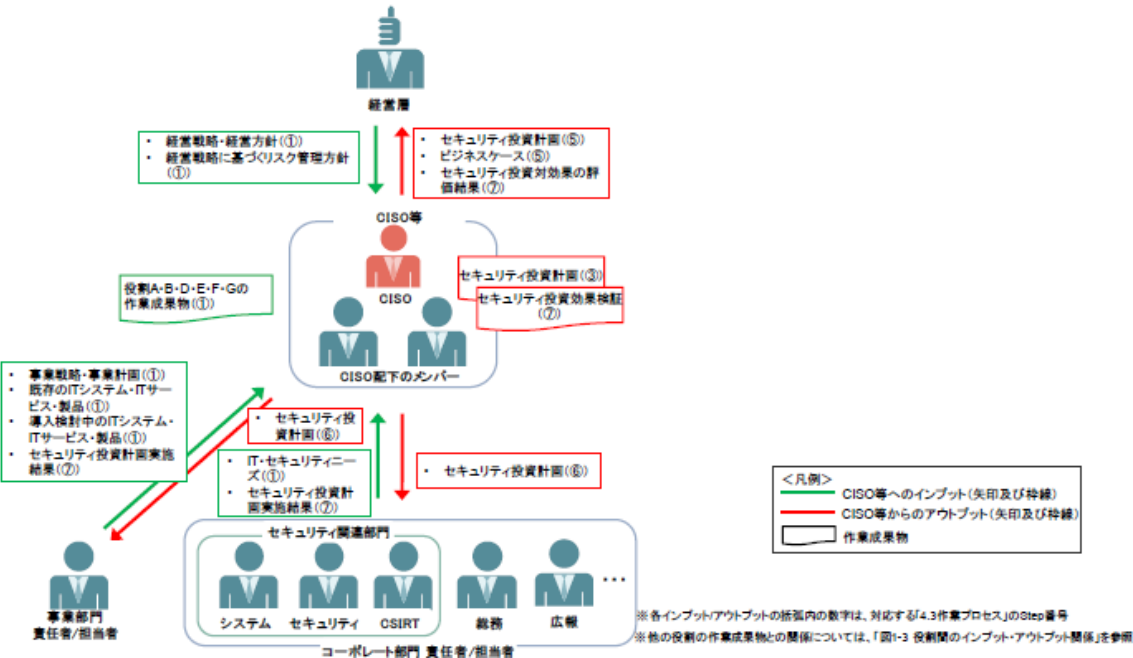 経営層
・ 経営戦略・経営方針(①)
・ 経営戦略に基づくリスク管理方針
(①)
・ セキュリティ投資計画(⑤)
・ ビジネスケース(⑤)
・ セキュリティ投資対効果の評
価結果(⑦)
CISO等
CISO
CISO配下のメンバー
役割A・B・D・E・F・Gの
作業成果物(①)
セキュリティ投資計画(③)
セキュリティ投資効果検証
(⑦)
・ 事業戦略・事業計画(①)
・ 既存のITシステム・ITサー
ビス・製品(①)
・ 導入検討中のITシステム・
ITサービス・製品(①)
・ セキュリティ投資計画実施
結果(⑦)
・ セキュリティ投
資計画(⑥)
・ IT・セキュリティニー
ズ(①)
・ セキュリティ投資計
画実施結果(⑦)
・ セキュリティ投資計画(⑥)
<凡例>
CISO等へのインプット(矢印及び枠線)
CISO等からのアウトプット(矢印及び枠線)
作業成果物
事業部門
責任者/担当者
セキュリティ関連部門
システム
セキュリティ
CSIRT
総務
広報
…
コーポレート部門 責任者/担当者
※各インプット/アウトプットの括弧内の数字は、対応する「4.3作業プロセス」のStep番号
※他の役割の作業成果物との関係については、「図1-3 役割間のインプット・アウトプット関係」を参照